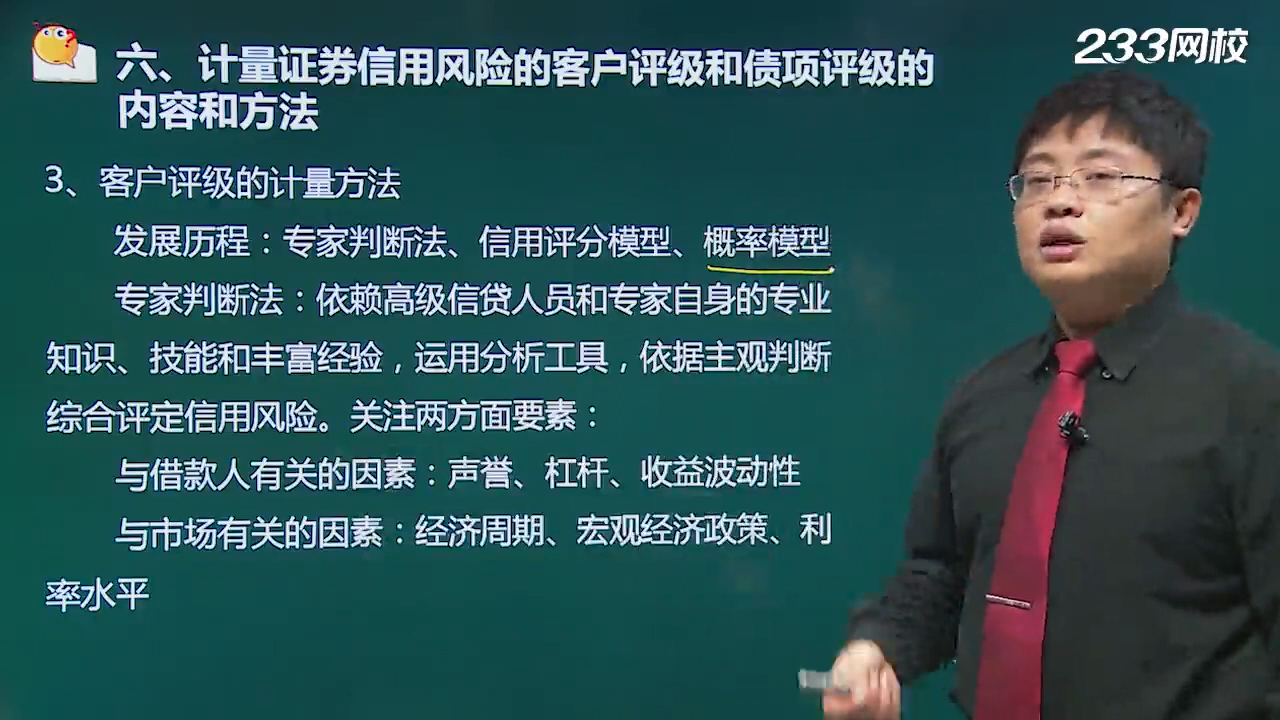 233网校
六、计量证券信用风险的客户评级和债项评级的
内容和方法
3、客户评级的计量方法
发展历程：专家判断法、信用评分模型、概率模型
专家判断法：依赖高级信贷人员和专家自身的专业
知识、技能和丰富经验，运用分析工具，依据主观判断
综合评定信用风险。关注两方面要素：
与借款人有关的因素：声誉、杠杆、收益波动性
与市场有关的因素：经济周期、宏观经济政策、利
率水平